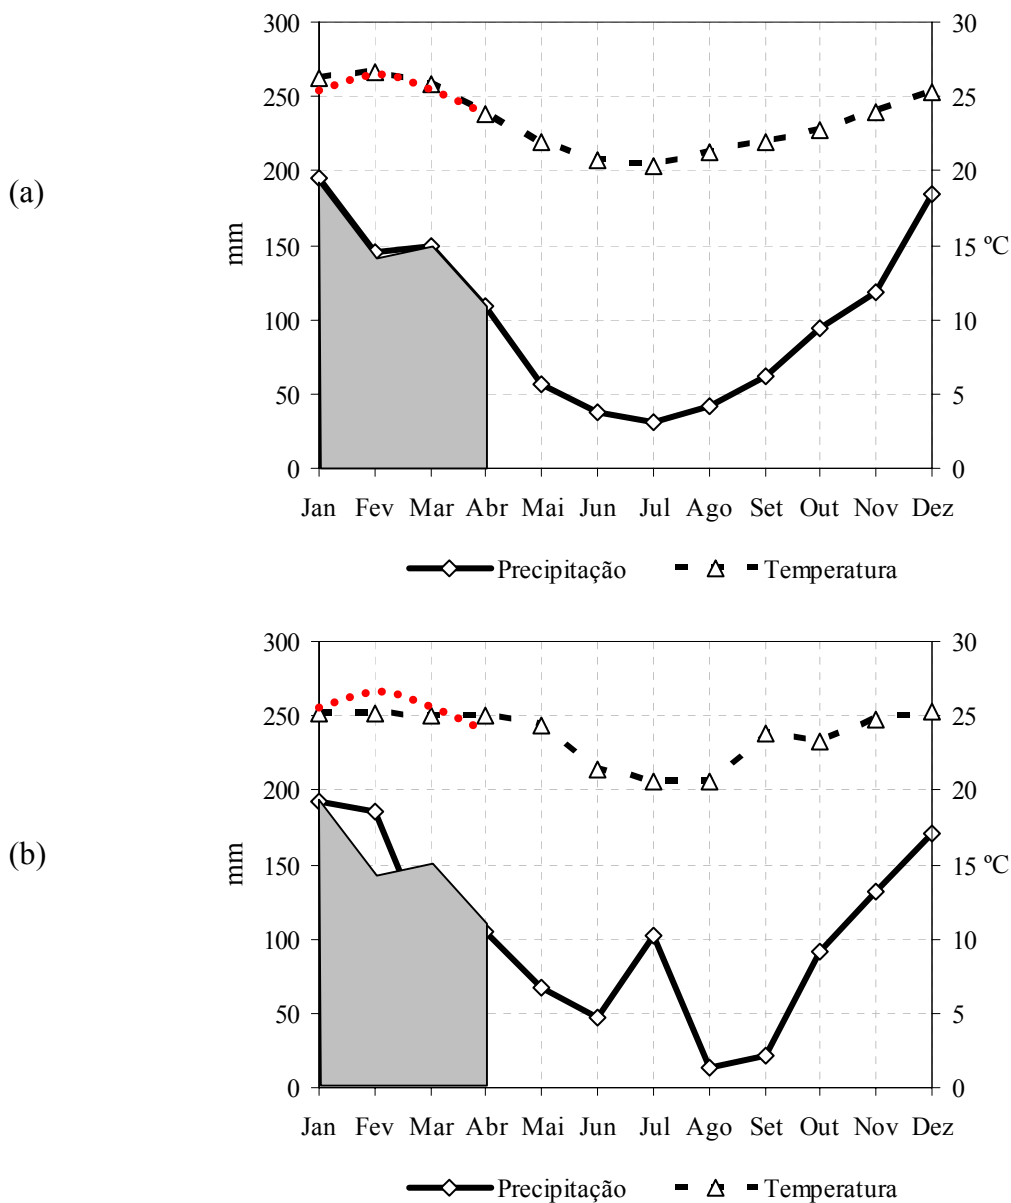 (a)
300 30
250 25
200 20
150 15
100 10
50 5
0 0
mm
ºC
Jan Fev Mar Abr Mai Jun Jul Ago Set Out Nov Dez
Precipitação Temperatura
(b)
300 30
250 25
200 20
150 15
100 10
50 5
0 0
mm
ºC
Jan Fev Mar Abr Mai Jun Jul Ago Set Out Nov Dez
Precipitação Temperatura